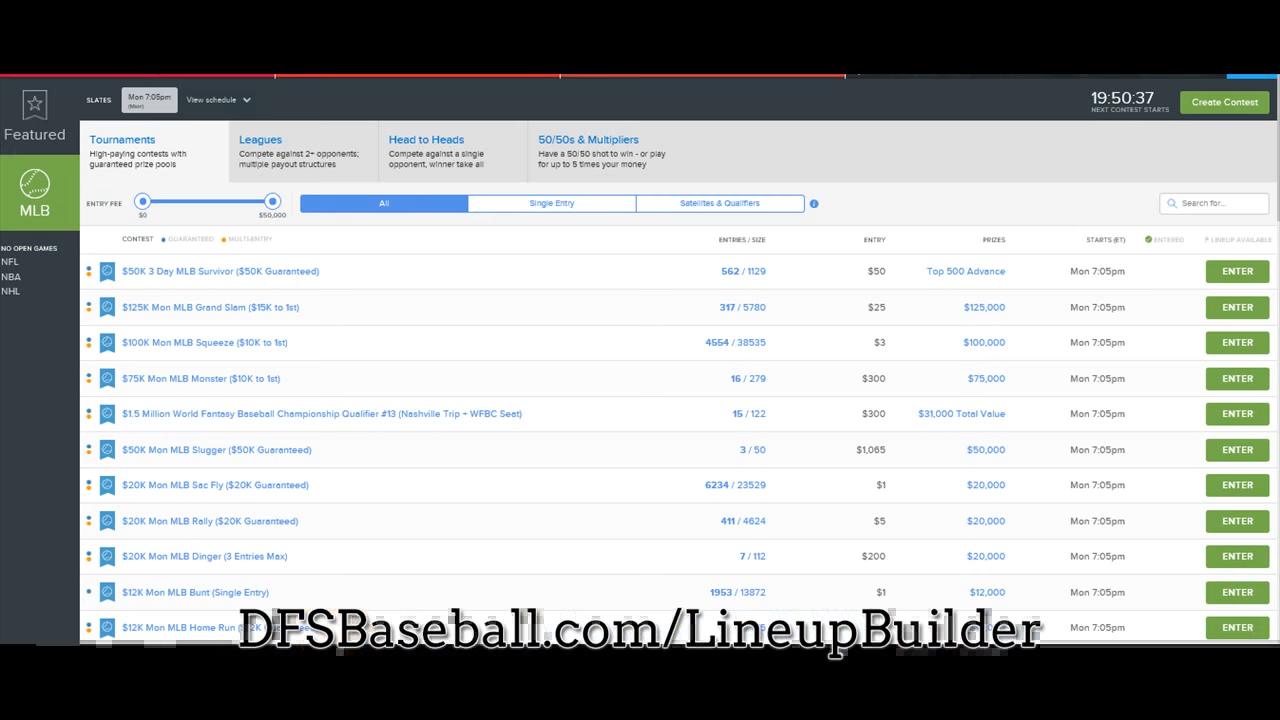 SLATES
Mon 7:05pm
(Main)
View schedule
19:50:37
NEXT CONTEST STARTS
Create Contest
Featured
MLB
NO OPEN GAMES
NFL
NBA
NHL
Tournaments
High-paying contests with
guaranteed prize pools
Leagues
Compete against 2+ opponents;
multiple payout structures
Head to Heads
Compete against a single
opponent, winner take all
50/50s & Multipliers
Have a 50/50 shot to win - or play
for up to 5 times your money
ENTRY FEE
$0
$50,000
All
Single Entry
Satellites & Qualifiers
Search for...
CONTEST GUARANTEED MULTI-ENTRY ENTRIES / SIZE ENTRY PRIZES STARTS (ET) ENTERED LINEUP AVAILABLE
$50K 3 Day MLB Survivor ($50K Guaranteed) 562 / 1129 $50 Top 500 Advance Mon 7:05pm ENTER
$125K Mon MLB Grand Slam ($15K to 1st) 317 / 5780 $25 $125,000 Mon 7:05pm ENTER
$100K Mon MLB Squeeze ($10K to 1st) 4554 / 38535 $3 $100,000 Mon 7:05pm ENTER
$75K Mon MLB Monster ($10K to 1st) 16 / 279 $300 $75,000 Mon 7:05pm ENTER
$1.5 Million World Fantasy Baseball Championship Qualifier #13 (Nashville Trip + WFBC Seat) 15 / 122 $300 $31,000 Total Value Mon 7:05pm ENTER
$50K Mon MLB Slugger ($50K Guaranteed) 3 / 50 $1,065 $50,000 Mon 7:05pm ENTER
$20K Mon MLB Sac Fly ($20K Guaranteed) 6234 / 23529 $1 $20,000 Mon 7:05pm ENTER
$20K Mon MLB Rally ($20K Guaranteed) 411 / 4624 $5 $20,000 Mon 7:05pm ENTER
$20K Mon MLB Dinger (3 Entries Max) 7 / 112 $200 $20,000 Mon 7:05pm ENTER
$12K Mon MLB Bunt (Single Entry) 1953 / 13872 $1 $12,000 Mon 7:05pm ENTER
$12K Mon MLB Home Run Mon 7:05pm ENTER
DFSBaseball.com/LineupBuilder